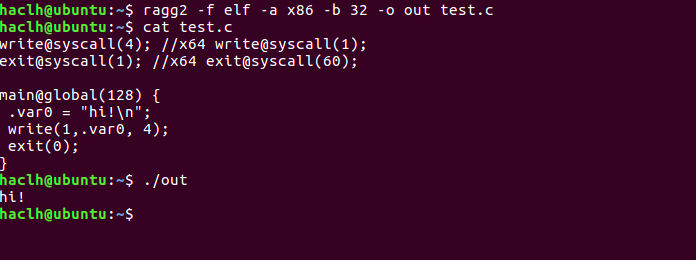 haclh@ubuntu:~$ ragg2 -f elf -a x86 -b 32 -o out test.c
haclh@ubuntu:~$ cat test.c
write@syscall(4); //x64 write@syscall(1);
exit@syscall(1); //x64 exit@syscall(60);

main@global(128) {
 .var0 = "hi!\n";
 write(1,.var0, 4);
 exit(0);
}
haclh@ubuntu:~$ ./out
hi!
haclh@ubuntu:~$